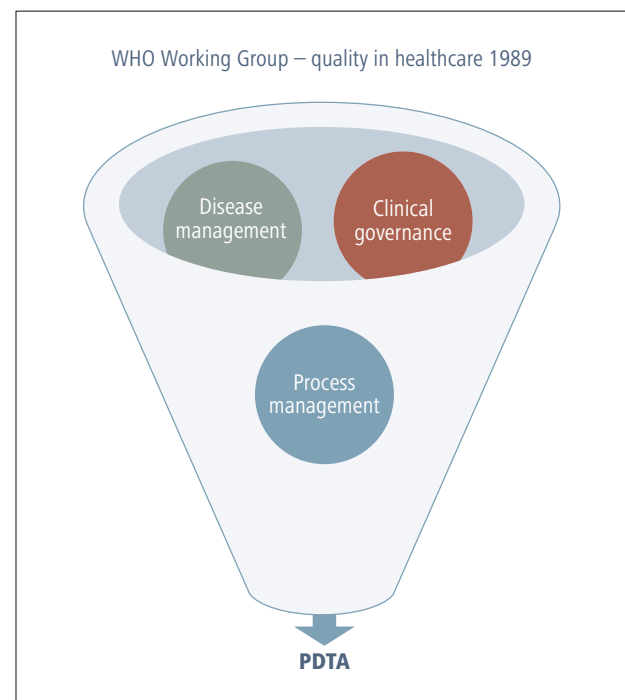 WHO Working Group – quality in healthcare 1989
Disease
management
Clinical
governance
Process
management
PDTA